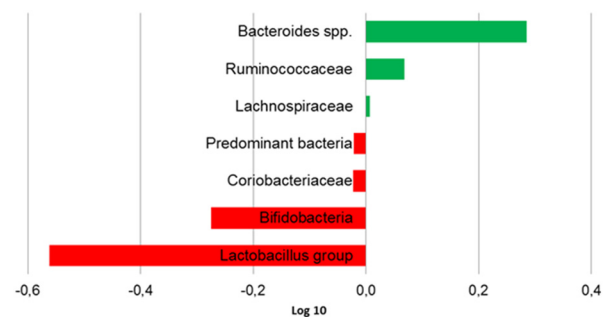 Bacteroides spp.
Ruminococcaceae
Lachnospiraceae
Predominant bacteria
Coriobacteriaceae
Bifidobacteria
Lactobacillus group
-0,6 -0,4 -0,2 0,0 0,2 0,4
Log 10